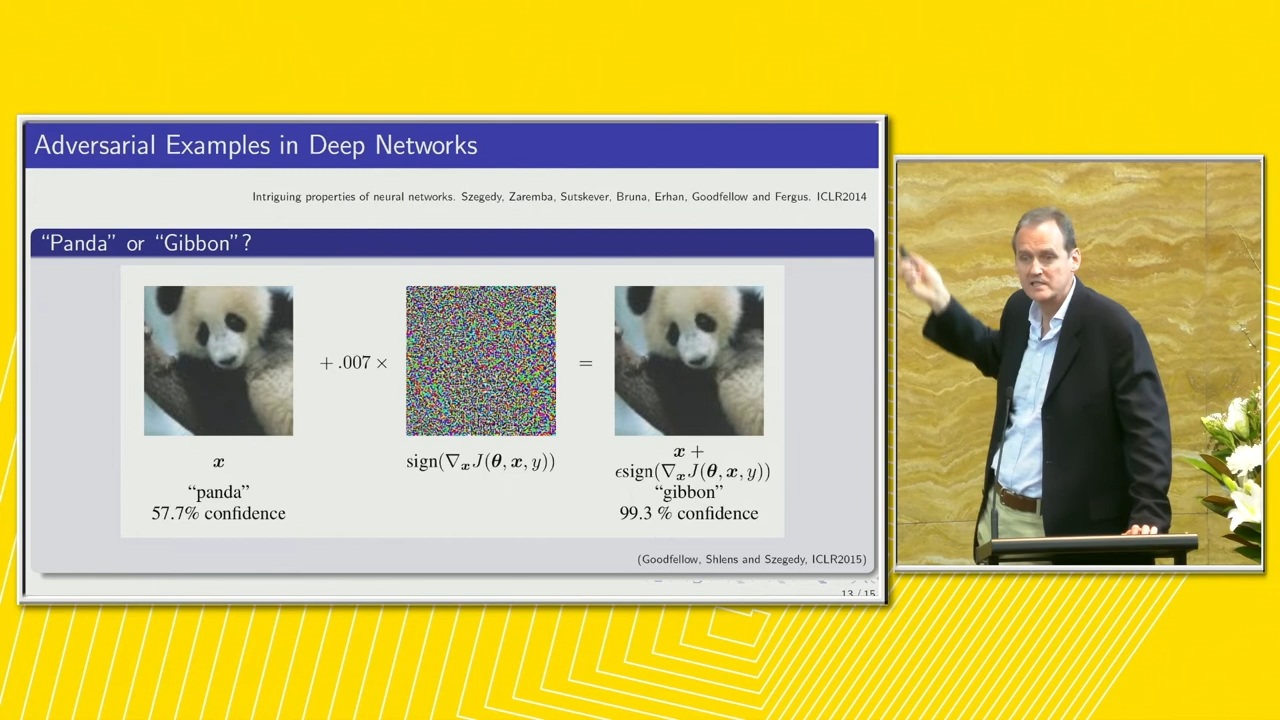 Adversarial Examples in Deep Networks
Intriguing properties of neural networks. Szegedy, Zaremba, Sutskever, Bruna, Erhan, Goodfellow and Fergus. ICLR2014
“Panda” or “Gibbon”?
+ .007 ×
=
x
sign(∇ₓJ(θ, x, y))
x +
ϵsign(∇ₓJ(θ, x, y))
“panda”
“gibbon”
57.7% confidence
99.3 % confidence
(Goodfellow, Shlens and Szegedy, ICLR2015)
13 / 15